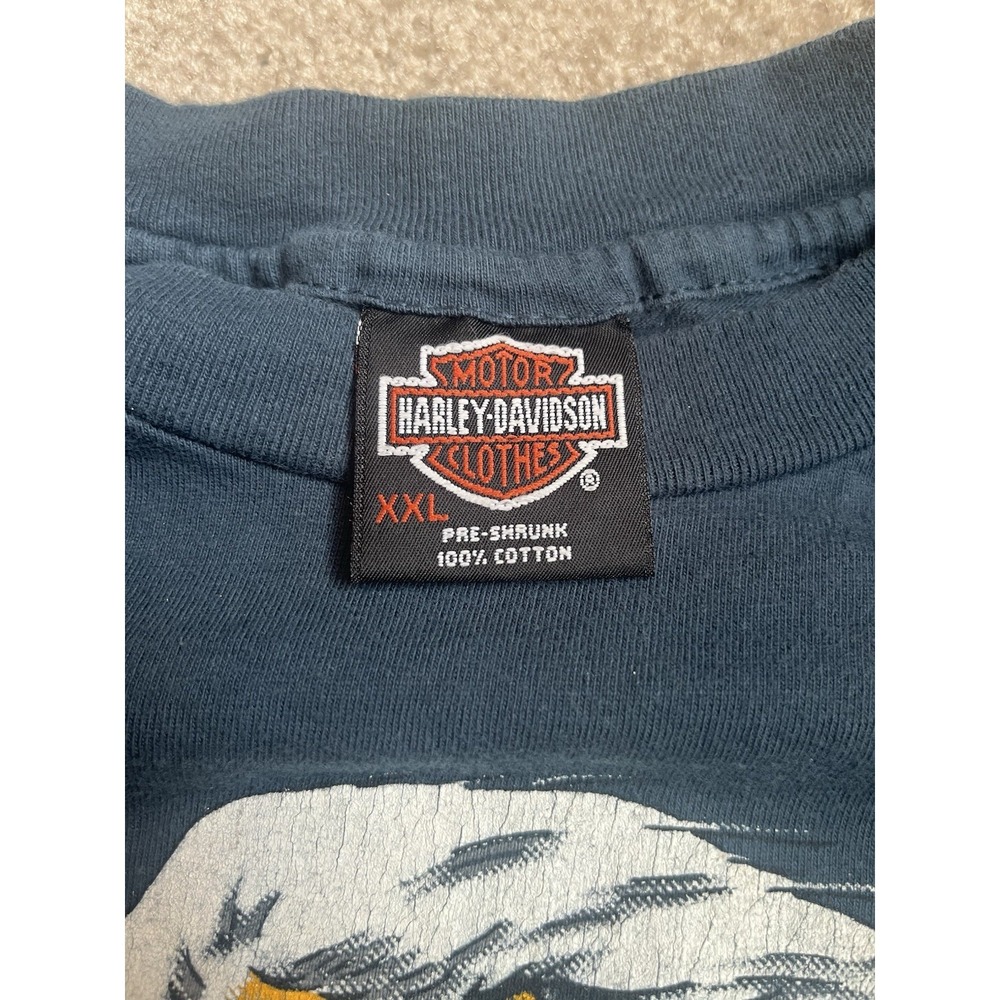 MOTOR
HARLEY-DAVIDSON
CLOTHES
®
XXL
PRE-SHRUNK
100% COTTON